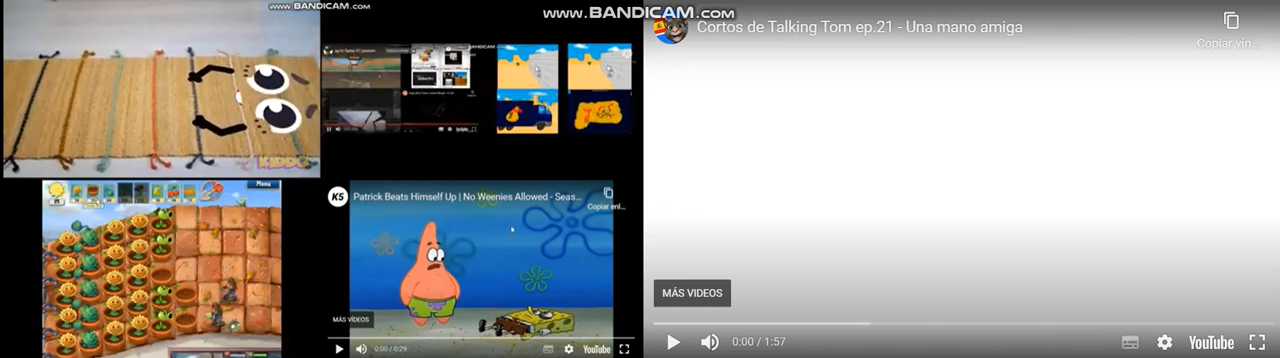 www.BANDICAM.com
www.BANDICAM.com
Cortos de Talking Tom ep.21 - Una mano amiga
Copiar vín...
KIDDO
Menu
K5
Patrick Beats Himself Up | No Weenies Allowed - Seas...
Copiar enl...
MÁS VÍDEOS
0:00 / 0:29
YouTube
MÁS VIDEOS
0:00 / 1:57
YouTube